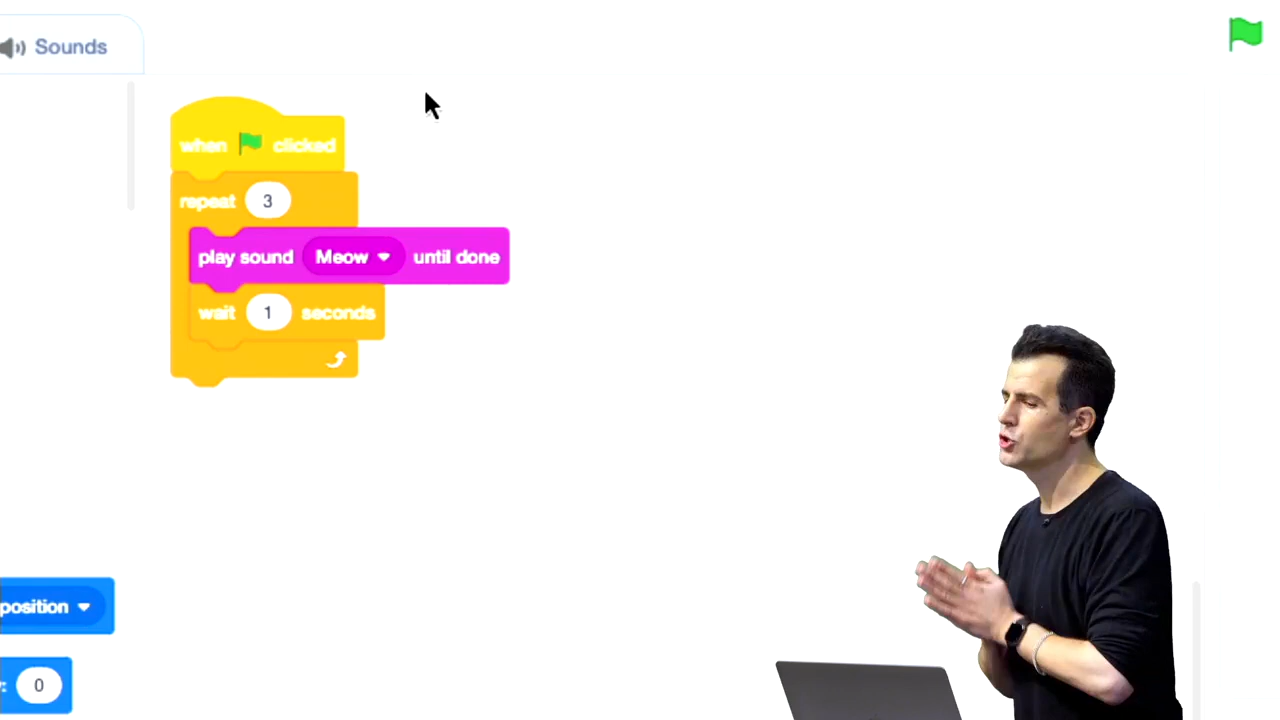 Sounds
when clicked
repeat 3
play sound Meow until done
wait 1 seconds
position
: 0